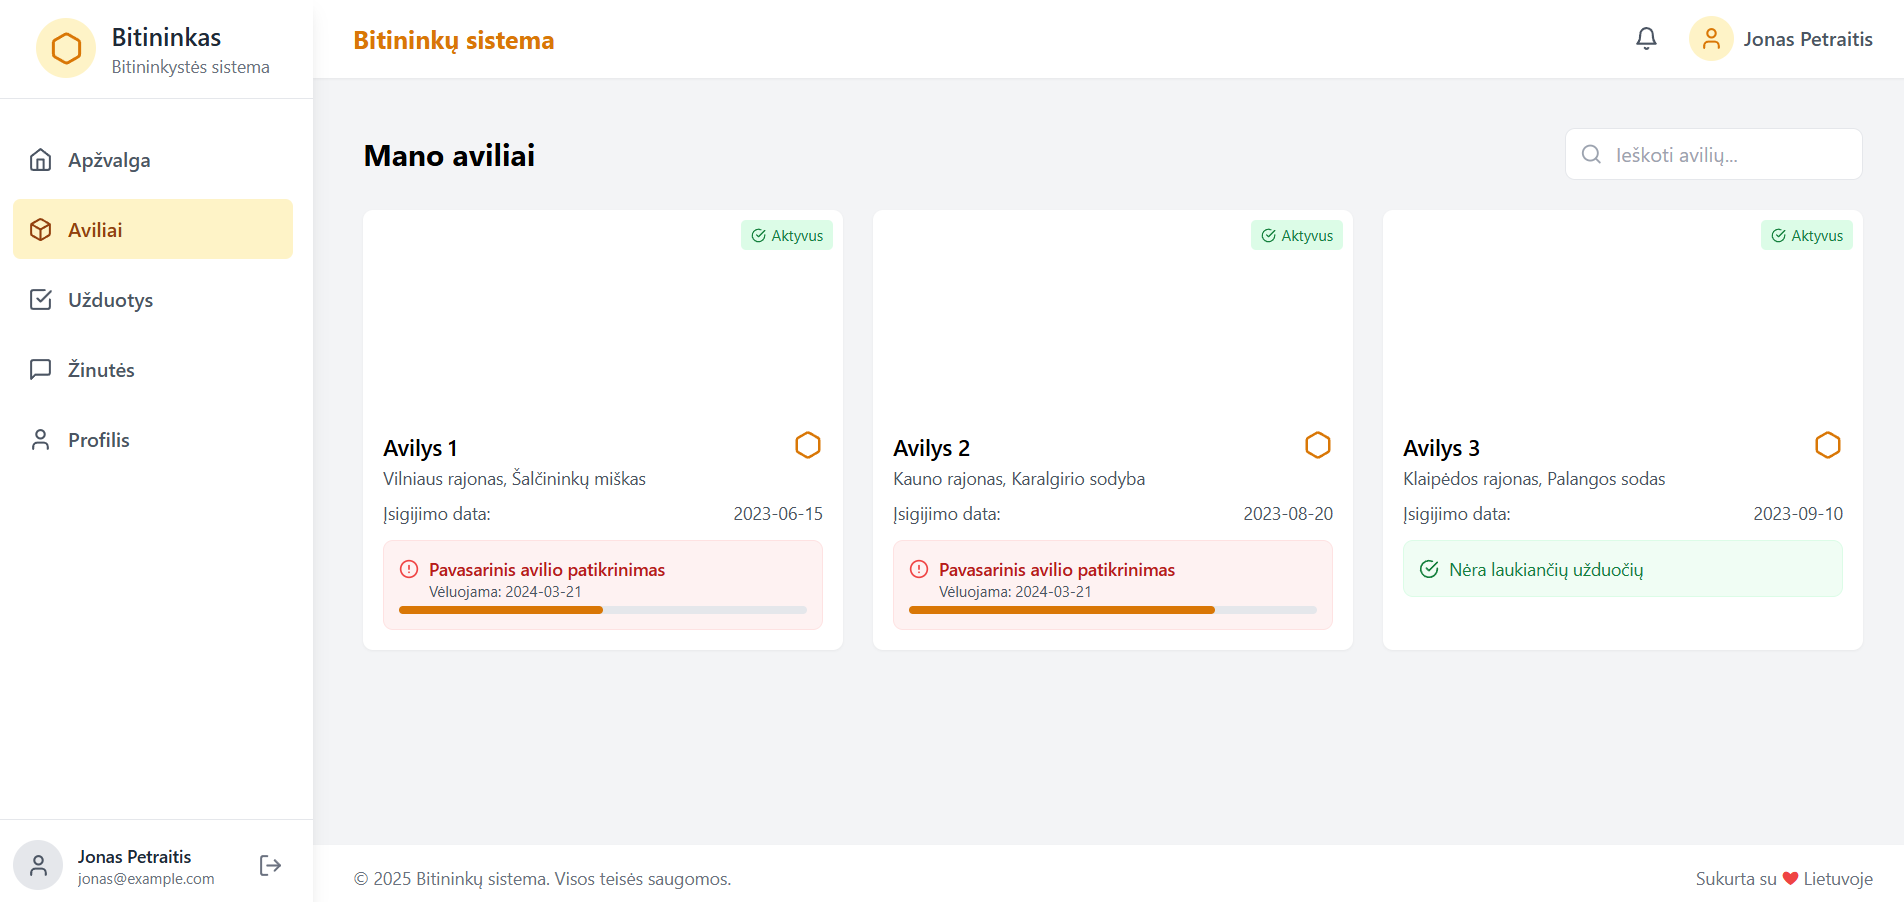 Bitininkas
Bitininkystės sistema
Apžvalga
Aviliai
Užduotys
Žinutės
Profilis
Jonas Petraitis
jonas@example.com
Bitininkų sistema
Jonas Petraitis
Mano aviliai
Ieškoti avilių...
Aktyvus
Avilys 1
Vilniaus rajonas, Šalčininkų miškas
Įsigijimo data: 2023-06-15
Pavasarinis avilio patikrinimas
Vėluojama: 2024-03-21
Aktyvus
Avilys 2
Kauno rajonas, Karalgirio sodyba
Įsigijimo data: 2023-08-20
Pavasarinis avilio patikrinimas
Vėluojama: 2024-03-21
Aktyvus
Avilys 3
Klaipėdos rajonas, Palangos sodas
Įsigijimo data: 2023-09-10
Nėra laukiančių užduočių
© 2025 Bitininkų sistema. Visos teisės saugomos.
Sukurta su ❤ Lietuvoje